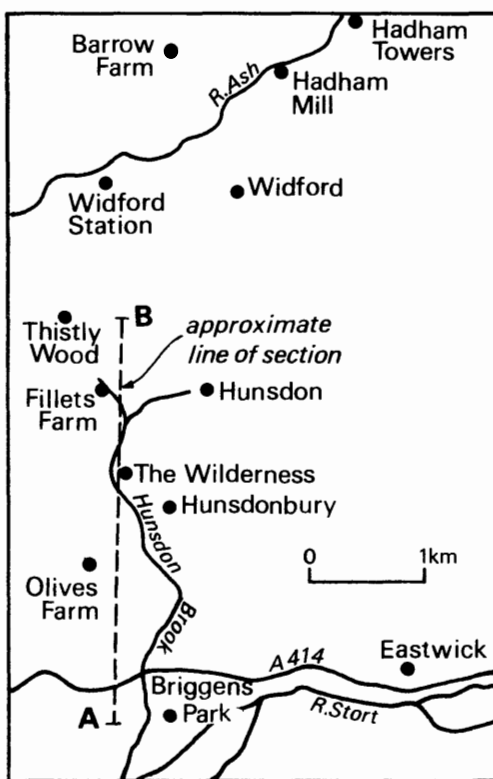 Barrow
Farm
Hadham
Towers
R.Ash
Hadham
Mill
Widford
Station
Widford
Thistly
Wood
B
approximate
line of section
Fillets
Farm
Hunsdon
The Wilderness
Hunsdonbury
Hunsdon
Brook
0 1km
Olives
Farm
A414
Eastwick
Briggens
Park
A
R.Stort